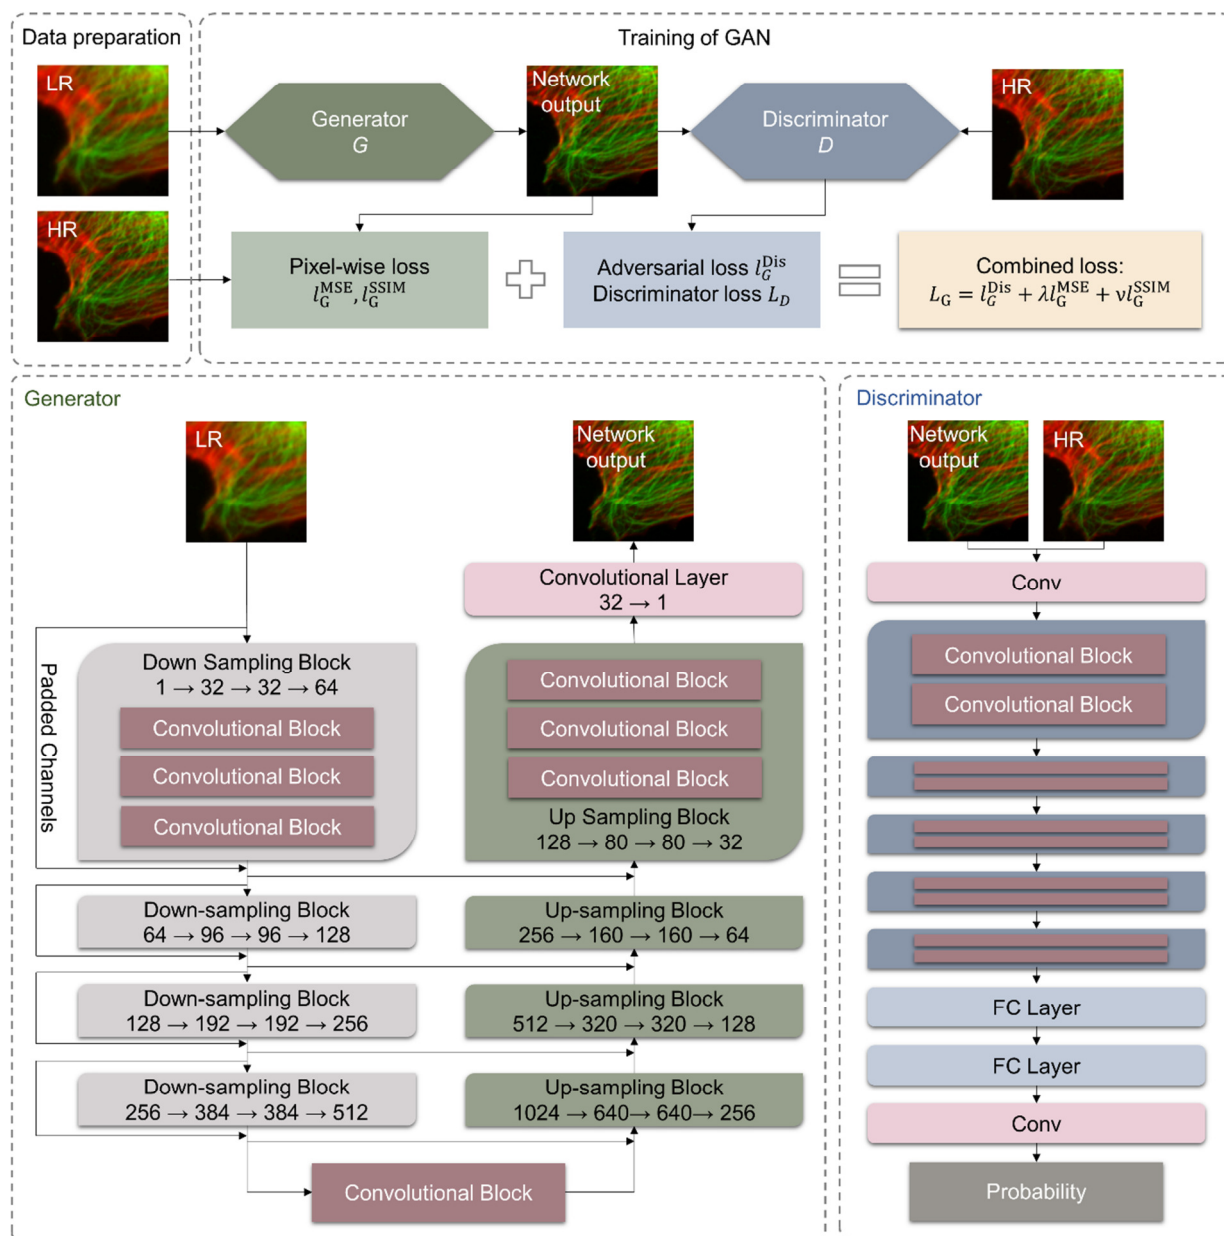 Data preparation
Training of GAN
LR
Generator
G
Network
output
Discriminator
D
HR
HR
Pixel-wise loss
l_G^MSE, l_G^SSIM
Adversarial loss l_G^Dis
Discriminator loss L_D
Combined loss:
L_G = l_G^Dis + λl_G^MSE + νl_G^SSIM
Generator
LR
Network
output
Convolutional Layer
32 → 1
Padded Channels
Down Sampling Block
1 → 32 → 32 → 64
Convolutional Block
Convolutional Block
Convolutional Block
Convolutional Block
Convolutional Block
Convolutional Block
Up Sampling Block
128 → 80 → 80 → 32
Down-sampling Block
64 → 96 → 96 → 128
Up-sampling Block
256 → 160 → 160 → 64
Down-sampling Block
128 → 192 → 192 → 256
Up-sampling Block
512 → 320 → 320 → 128
Down-sampling Block
256 → 384 → 384 → 512
Up-sampling Block
1024 → 640→ 640→ 256
Convolutional Block
Discriminator
Network
output
HR
Conv
Convolutional Block
Convolutional Block
FC Layer
FC Layer
Conv
Probability